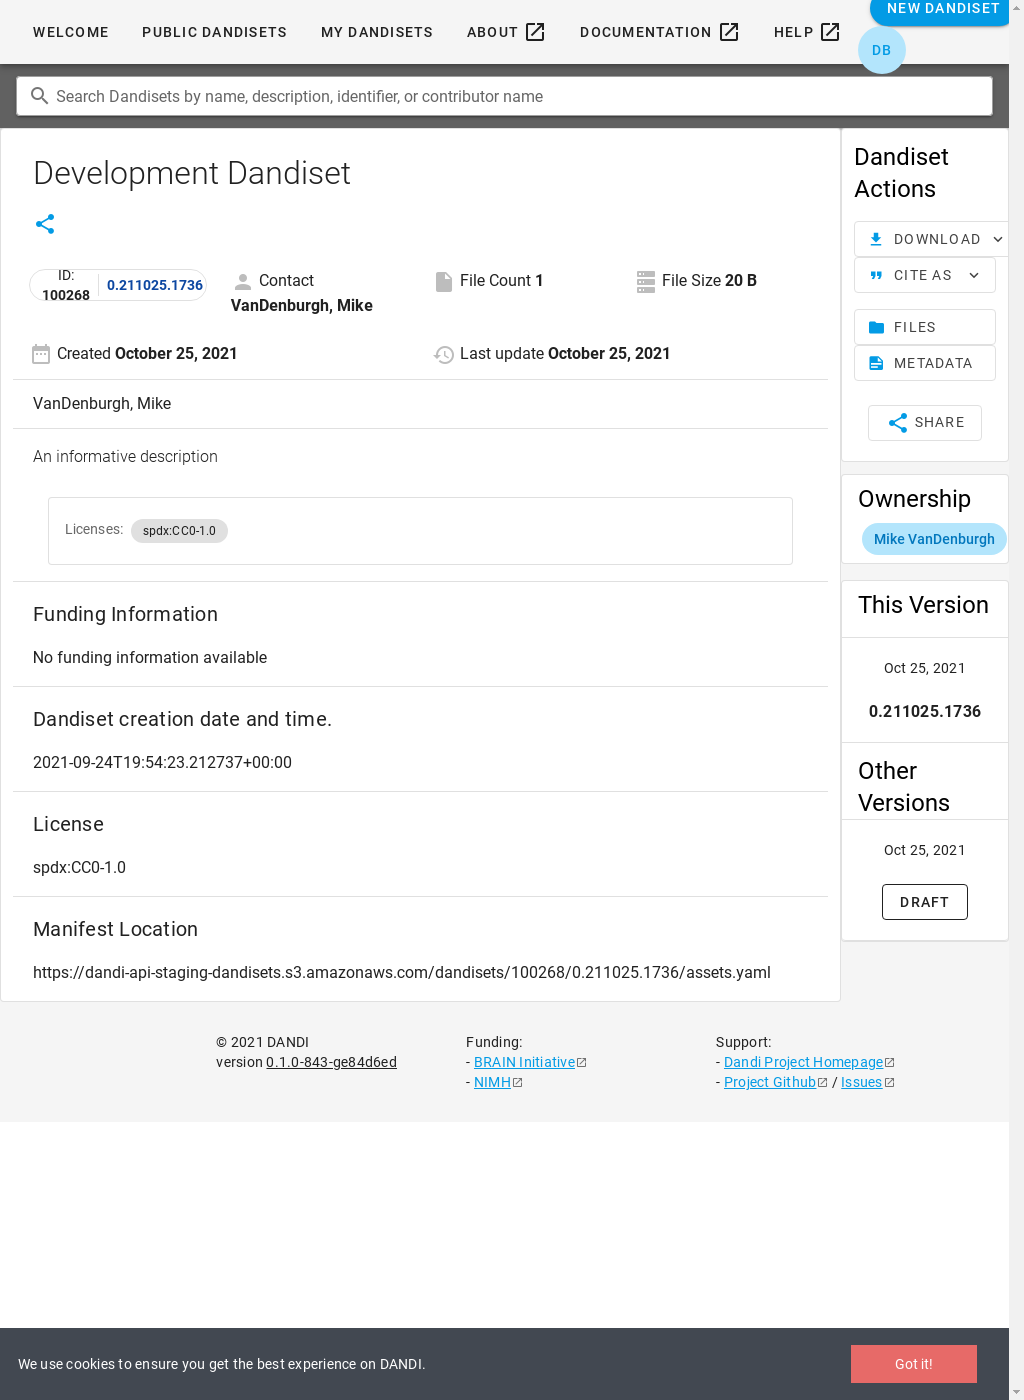 WELCOME
PUBLIC DANDISETS
MY DANDISETS
ABOUT
DOCUMENTATION
HELP
NEW DANDISET
DB
Search Dandisets by name, description, identifier, or contributor name
Development Dandiset
ID:
100268
0.211025.1736
Contact
VanDenburgh, Mike
File Count 1
File Size 20 B
Created October 25, 2021
Last update October 25, 2021
VanDenburgh, Mike
An informative description
Licenses: spdx:CC0-1.0
Funding Information
No funding information available
Dandiset creation date and time.
2021-09-24T19:54:23.212737+00:00
License
spdx:CC0-1.0
Manifest Location
https://dandi-api-staging-dandisets.s3.amazonaws.com/dandisets/100268/0.211025.1736/assets.yaml
Dandiset
Actions
DOWNLOAD
CITE AS
FILES
METADATA
SHARE
Ownership
Mike VanDenburgh
This Version
Oct 25, 2021
0.211025.1736
Other
Versions
Oct 25, 2021
DRAFT
© 2021 DANDI
version 0.1.0-843-ge84d6ed
Funding:
- BRAIN Initiative
- NIMH
Support:
- Dandi Project Homepage
- Project Github / Issues
We use cookies to ensure you get the best experience on DANDI.
Got it!